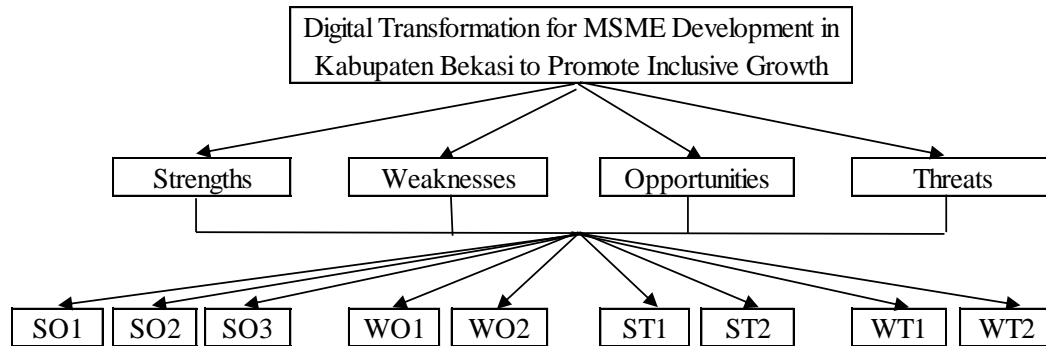 Digital Transformation for MSME Development in
Kabupaten Bekasi to Promote Inclusive Growth
Strengths
Weaknesses
Opportunities
Threats
SO1
SO2
SO3
WO1
WO2
ST1
ST2
WT1
WT2